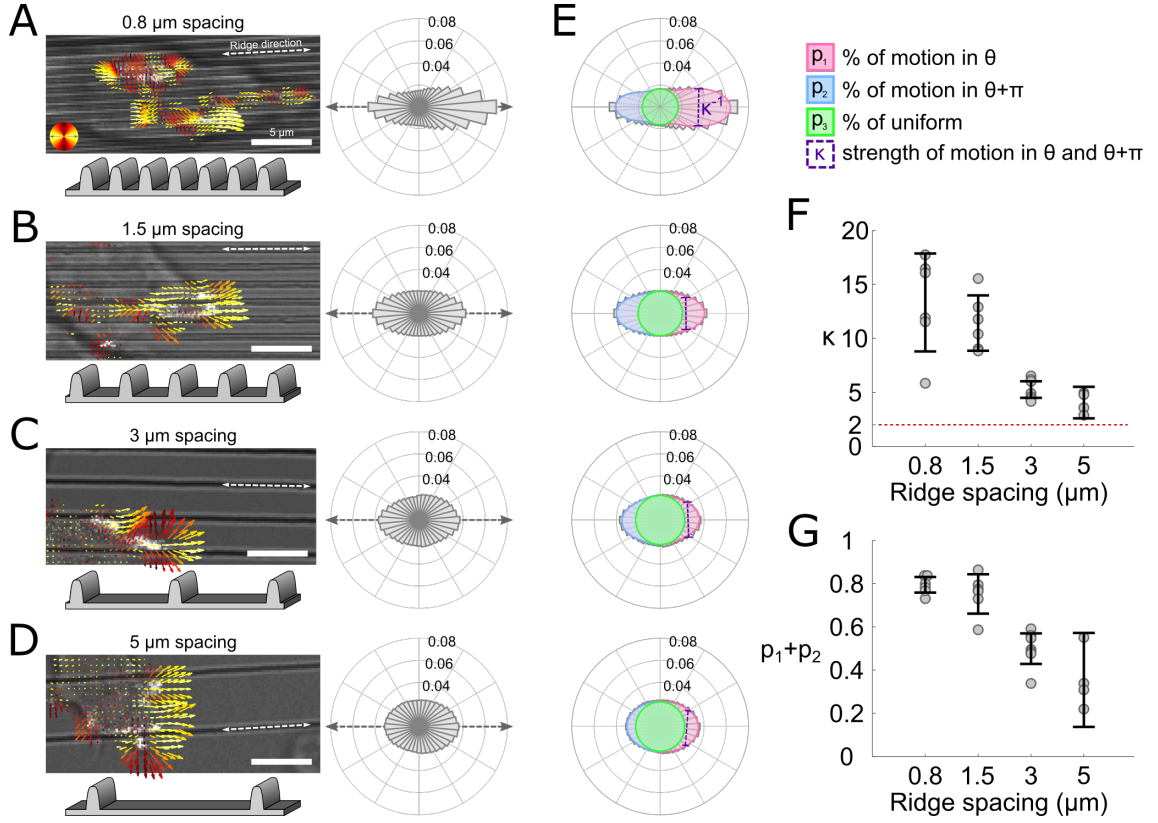 A
0.8 µm spacing
Ridge direction
5 µm
0.08
0.06
0.04
E
κ⁻¹
p₁ % of motion in θ
p₂ % of motion in θ+π
p₃ % of uniform
κ strength of motion in θ and θ+π
B
1.5 µm spacing
0.08
0.06
0.04
0.08
0.06
0.04
0.08
0.06
0.04
C
3 µm spacing
0.08
0.06
0.04
0.08
0.06
0.04
D
5 µm spacing
0.08
0.06
0.04
0.08
0.06
0.04
F
20
15
10
5
2
0
κ
0.8 1.5 3 5
Ridge spacing (µm)
G
1
0.8
0.6
0.4
0.2
0
p₁+p₂
0.8 1.5 3 5
Ridge spacing (µm)